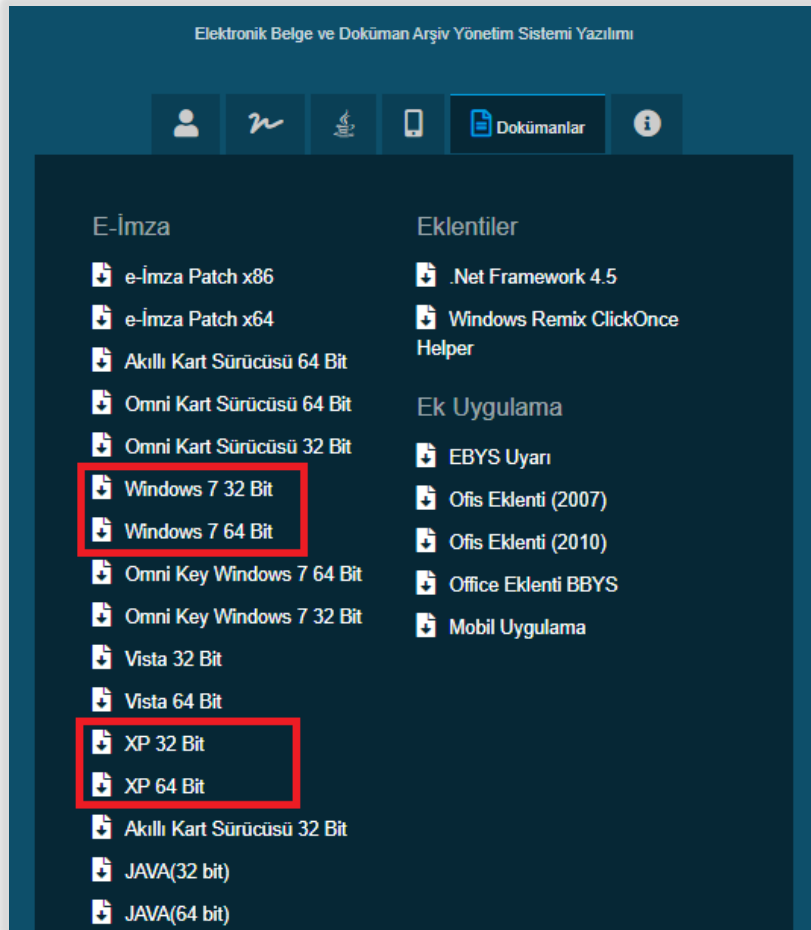 Elektronik Belge ve Doküman Arşiv Yönetim Sistemi Yazılımı
Dokümanlar
E-İmza
e-İmza Patch x86
e-İmza Patch x64
Akıllı Kart Sürücüsü 64 Bit
Omni Kart Sürücüsü 64 Bit
Omni Kart Sürücüsü 32 Bit
Windows 7 32 Bit
Windows 7 64 Bit
Omni Key Windows 7 64 Bit
Omni Key Windows 7 32 Bit
Vista 32 Bit
Vista 64 Bit
XP 32 Bit
XP 64 Bit
Akıllı Kart Sürücüsü 32 Bit
JAVA(32 bit)
JAVA(64 bit)
Eklentiler
.Net Framework 4.5
Windows Remix ClickOnce
Helper
Ek Uygulama
EBYS Uyarı
Ofis Eklenti (2007)
Ofis Eklenti (2010)
Office Eklenti BBYS
Mobil Uygulama